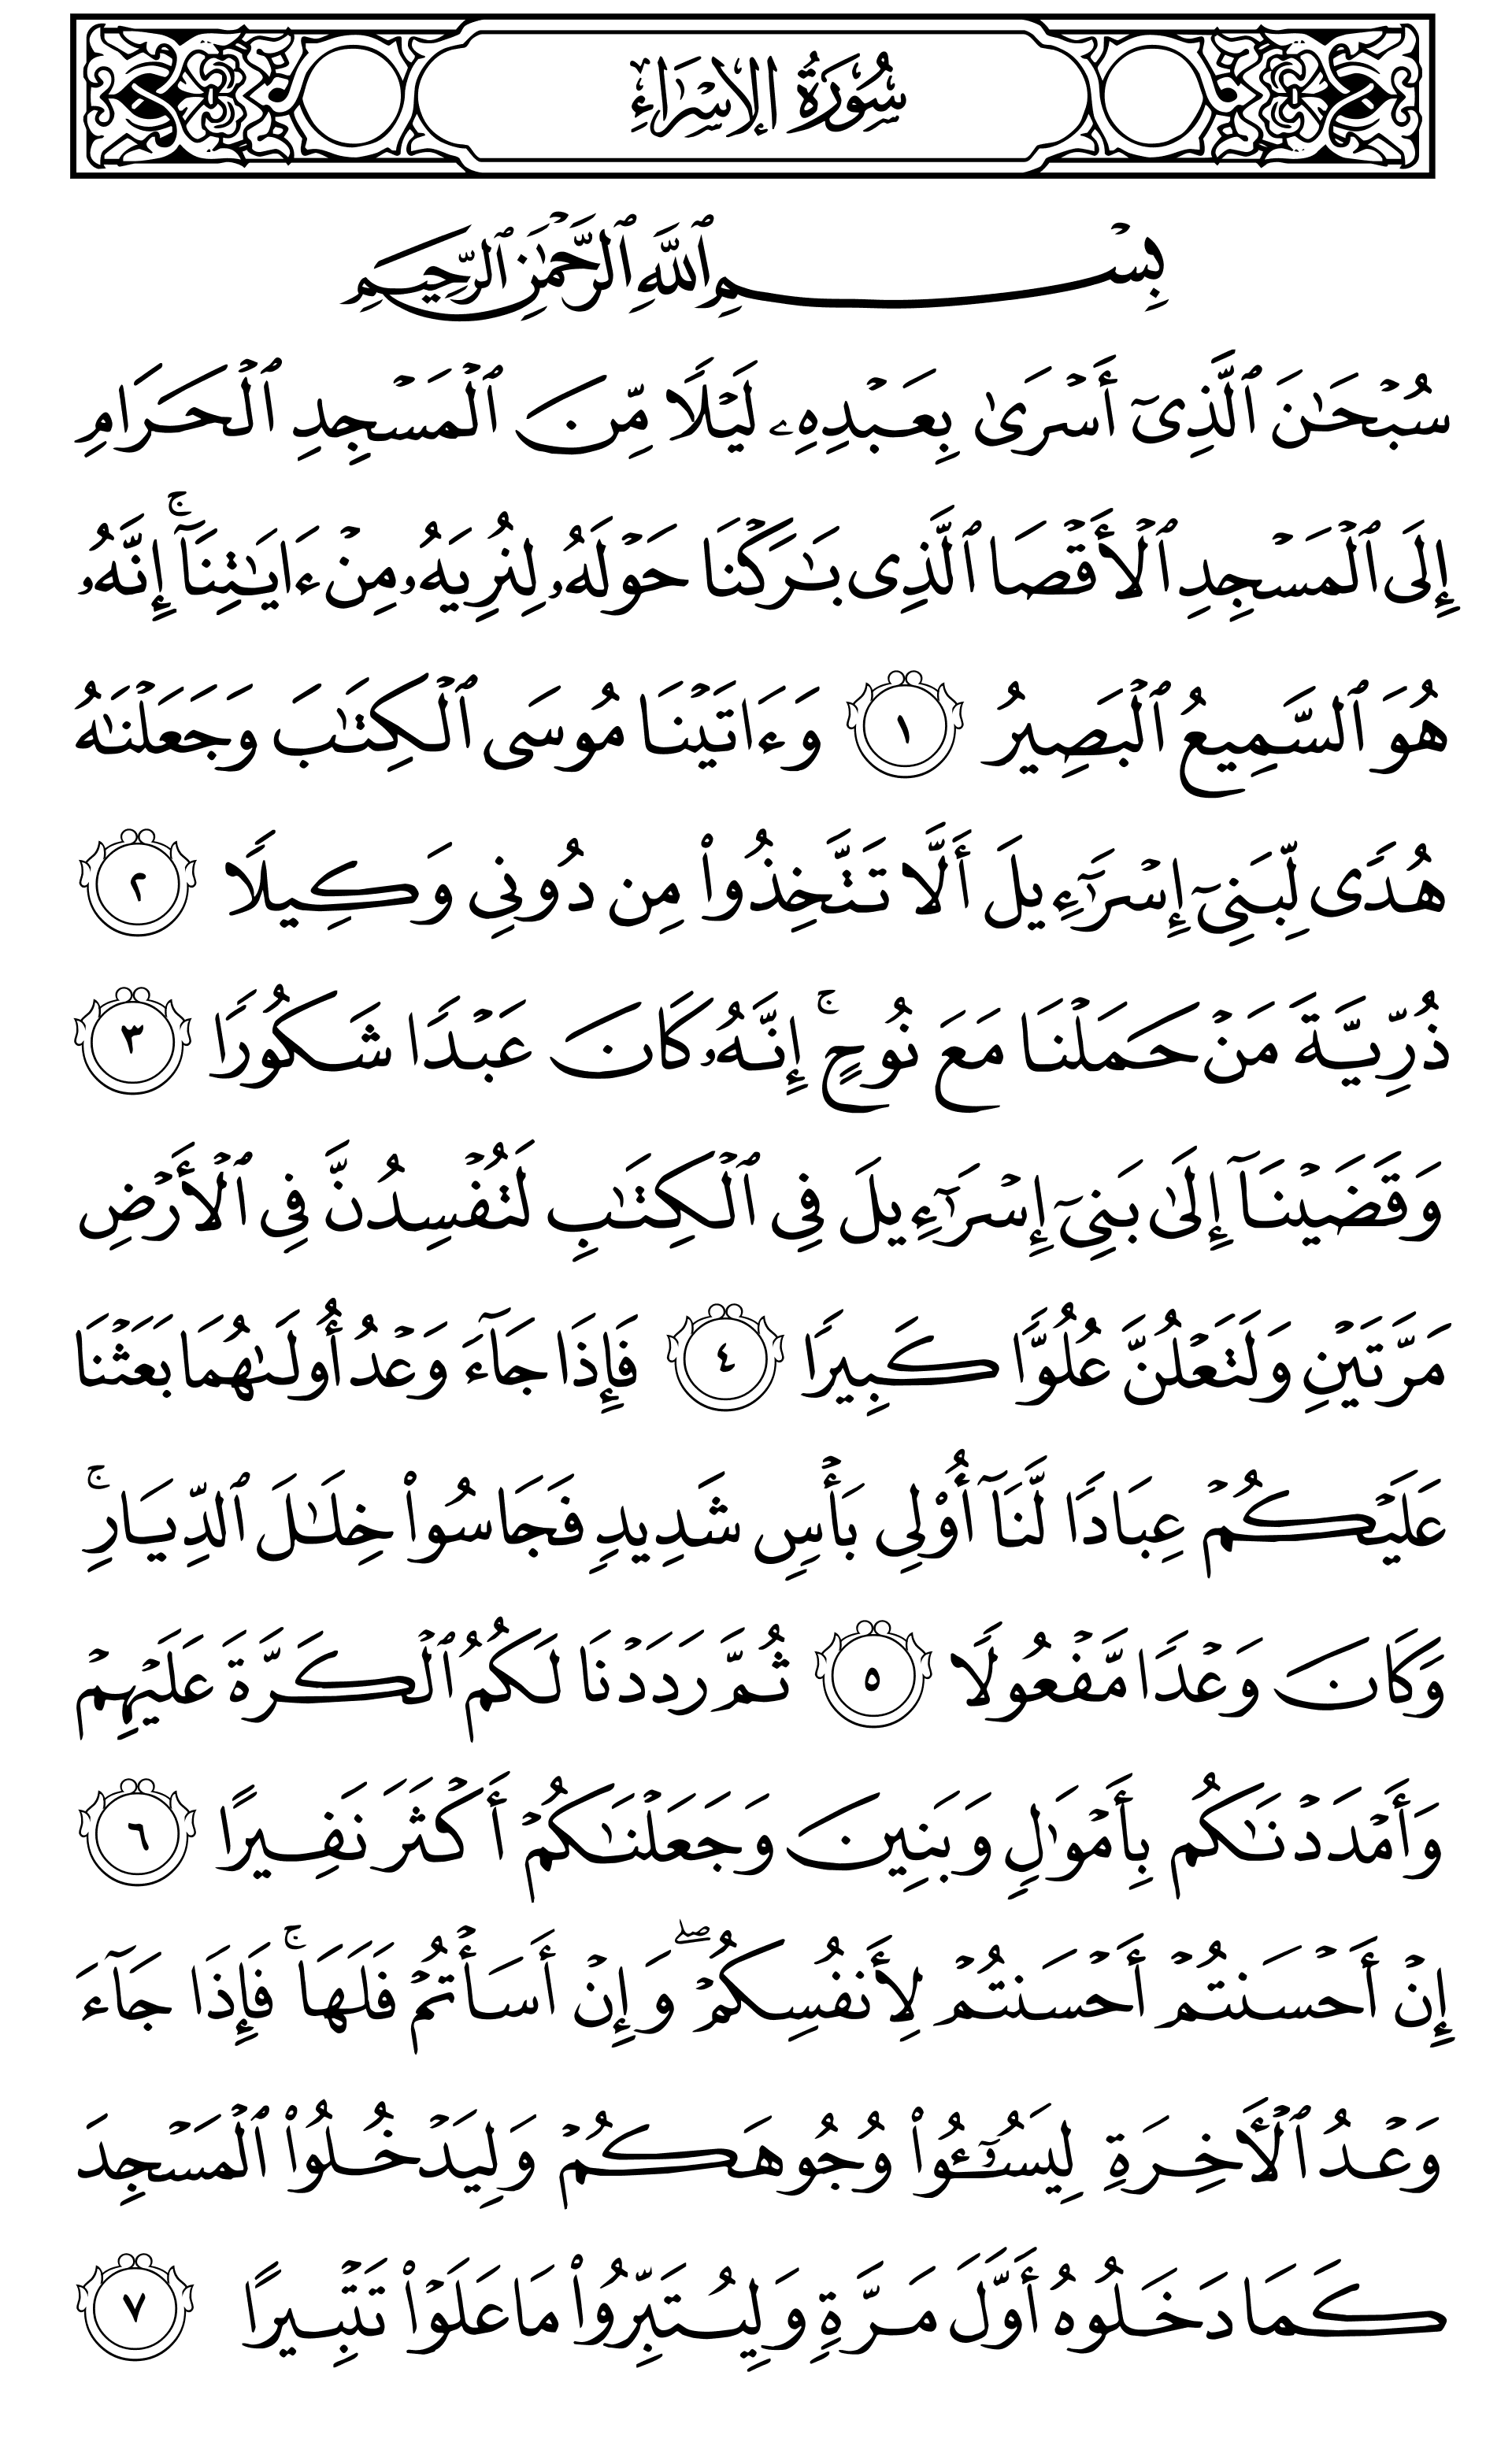 سُورَةُ الإِسْرَاءِ
بِسْمِ ٱللَّهِ ٱلرَّحْمَٰنِ ٱلرَّحِيمِ
سُبْحَٰنَ ٱلَّذِىٓ أَسْرَىٰ بِعَبْدِهِۦ لَيْلًا مِّنَ ٱلْمَسْجِدِ ٱلْحَرَامِ
إِلَى ٱلْمَسْجِدِ ٱلْأَقْصَا ٱلَّذِى بَٰرَكْنَا حَوْلَهُۥ لِنُرِيَهُۥ مِنْ ءَايَٰتِنَآ ۚ إِنَّهُۥ
هُوَ ٱلسَّمِيعُ ٱلْبَصِيرُ ١ وَءَاتَيْنَا مُوسَى ٱلْكِتَٰبَ وَجَعَلْنَٰهُ
هُدًى لِّبَنِىٓ إِسْرَٰٓءِيلَ أَلَّا تَتَّخِذُوا۟ مِن دُونِى وَكِيلًا ٢
ذُرِّيَّةَ مَنْ حَمَلْنَا مَعَ نُوحٍ ۚ إِنَّهُۥ كَانَ عَبْدًا شَكُورًا ٣
وَقَضَيْنَآ إِلَىٰ بَنِىٓ إِسْرَٰٓءِيلَ فِى ٱلْكِتَٰبِ لَتُفْسِدُنَّ فِى ٱلْأَرْضِ
مَرَّتَيْنِ وَلَتَعْلُنَّ عُلُوًّا كَبِيرًا ٤ فَإِذَا جَآءَ وَعْدُ أُولَىٰهُمَا بَعَثْنَا
عَلَيْكُمْ عِبَادًا لَّنَآ أُو۟لِى بَأْسٍ شَدِيدٍ فَجَاسُوا۟ خِلَٰلَ ٱلدِّيَارِ ۚ
وَكَانَ وَعْدًا مَّفْعُولًا ٥ ثُمَّ رَدَدْنَا لَكُمُ ٱلْكَرَّةَ عَلَيْهِمْ
وَأَمْدَدْنَٰكُم بِأَمْوَٰلٍ وَبَنِينَ وَجَعَلْنَٰكُمْ أَكْثَرَ نَفِيرًا ٦
إِنْ أَحْسَنتُمْ أَحْسَنتُمْ لِأَنفُسِكُمْ ۖ وَإِنْ أَسَأْتُمْ فَلَهَا ۚ فَإِذَا جَآءَ
وَعْدُ ٱلْءَاخِرَةِ لِيَسُۥٓـُٔوا۟ وُجُوهَكُمْ وَلِيَدْخُلُوا۟ ٱلْمَسْجِدَ
كَمَا دَخَلُوهُ أَوَّلَ مَرَّةٍ وَلِيُتَبِّرُوا۟ مَا عَلَوْا۟ تَتْبِيرًا ٧